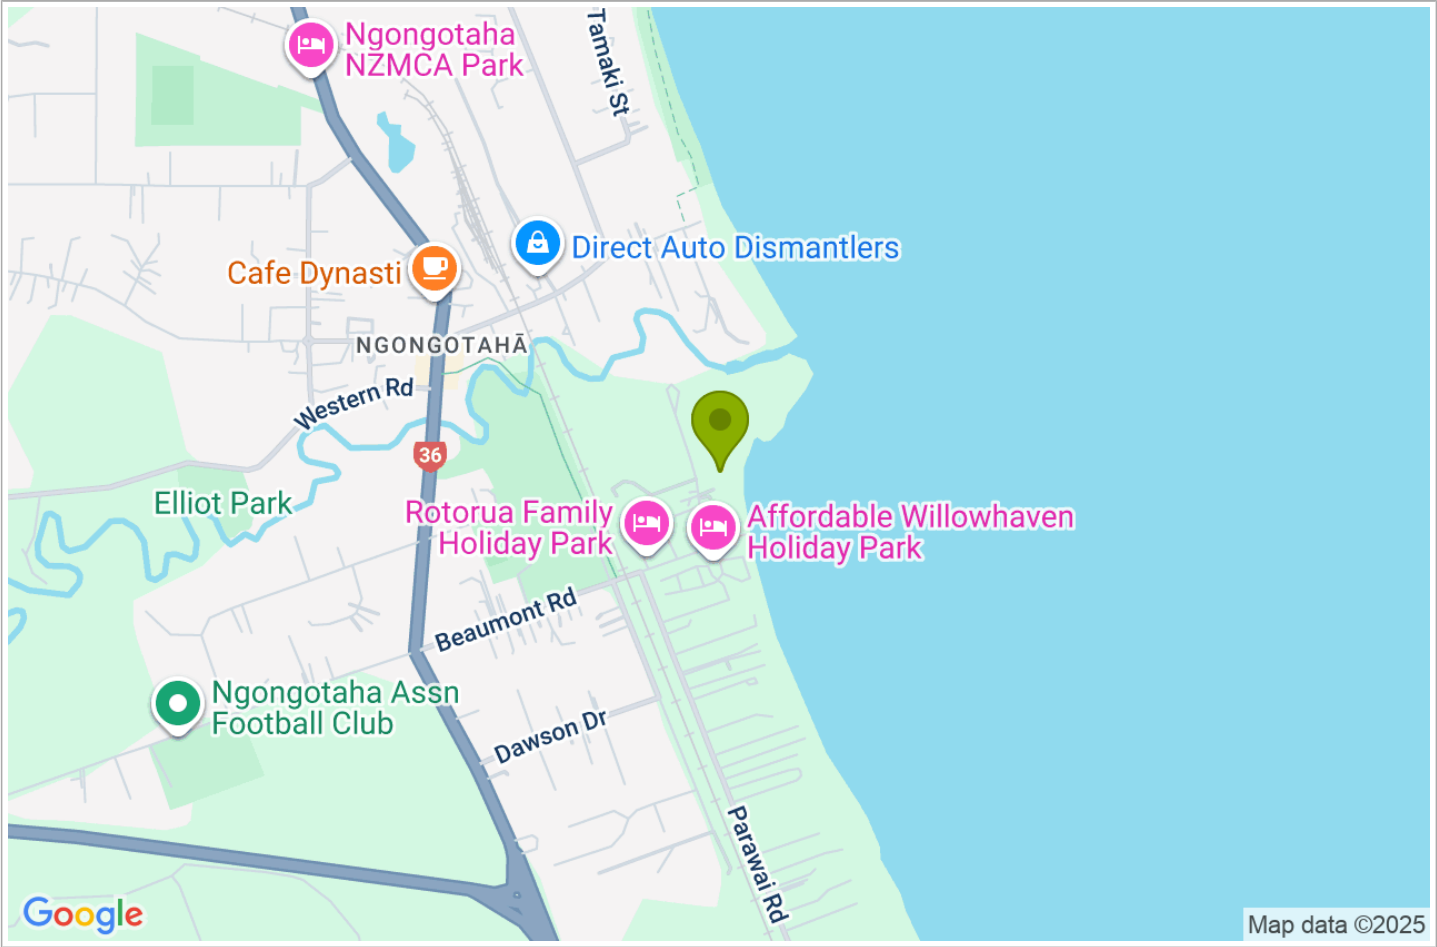 Ngongotaha
NZMCA Park
Tamaki St
Direct Auto Dismantlers
Cafe Dynasti
NGONGOTAHĀ
Western Rd
36
Elliot Park
Rotorua Family
Holiday Park
Affordable Willowhaven
Holiday Park
Beaumont Rd
Ngongotaha Assn
Football Club
Dawson Dr
Parawai Rd
Google
Map data ©2025